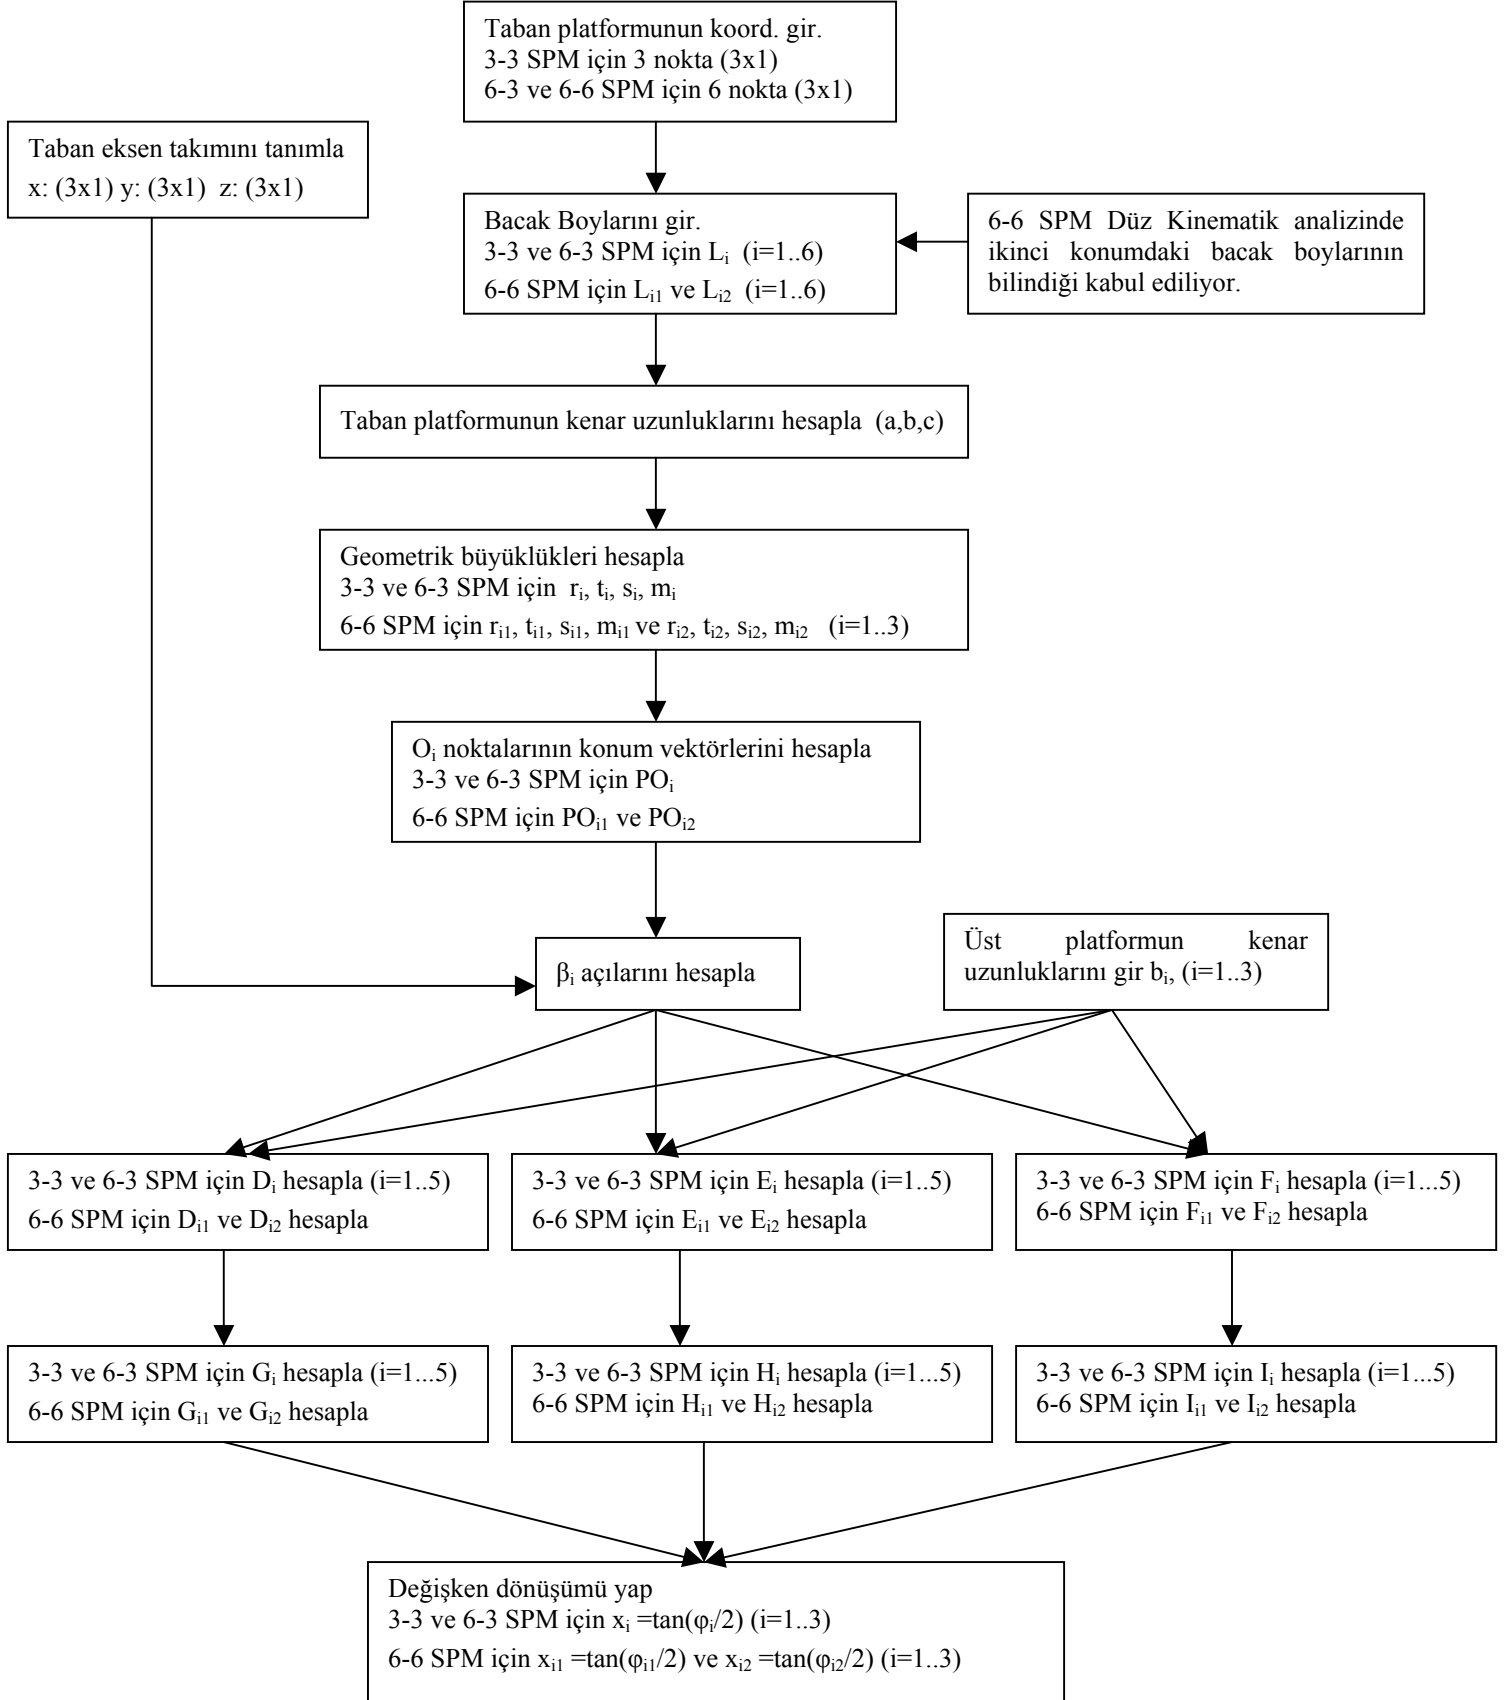 Taban platformunun koord. gir.
3-3 SPM için 3 nokta (3x1)
6-3 ve 6-6 SPM için 6 nokta (3x1)
Taban eksen takımını tanımla
x: (3x1) y: (3x1) z: (3x1)
Bacak Boylarını gir.
3-3 ve 6-3 SPM için Lᵢ (i=1..6)
6-6 SPM için Lᵢ₁ ve Lᵢ₂ (i=1..6)
6-6 SPM Düz Kinematik analizinde
ikinci konumdaki bacak boylarının
bilindiği kabul ediliyor.
Taban platformunun kenar uzunluklarını hesapla (a,b,c)
Geometrik büyüklükleri hesapla
3-3 ve 6-3 SPM için rᵢ, tᵢ, sᵢ, mᵢ
6-6 SPM için rᵢ₁, tᵢ₁, sᵢ₁, mᵢ₁ ve rᵢ₂, tᵢ₂, sᵢ₂, mᵢ₂ (i=1..3)
Oᵢ noktalarının konum vektörlerini hesapla
3-3 ve 6-3 SPM için POᵢ
6-6 SPM için POᵢ₁ ve POᵢ₂
βᵢ açılarını hesapla
Üst platformun kenar
uzunluklarını gir bᵢ, (i=1..3)
3-3 ve 6-3 SPM için Dᵢ hesapla (i=1..5)
6-6 SPM için Dᵢ₁ ve Dᵢ₂ hesapla
3-3 ve 6-3 SPM için Eᵢ hesapla (i=1..5)
6-6 SPM için Eᵢ₁ ve Eᵢ₂ hesapla
3-3 ve 6-3 SPM için Fᵢ hesapla (i=1...5)
6-6 SPM için Fᵢ₁ ve Fᵢ₂ hesapla
3-3 ve 6-3 SPM için Gᵢ hesapla (i=1...5)
6-6 SPM için Gᵢ₁ ve Gᵢ₂ hesapla
3-3 ve 6-3 SPM için Hᵢ hesapla (i=1...5)
6-6 SPM için Hᵢ₁ ve Hᵢ₂ hesapla
3-3 ve 6-3 SPM için Iᵢ hesapla (i=1...5)
6-6 SPM için Iᵢ₁ ve Iᵢ₂ hesapla
Değişken dönüşümü yap
3-3 ve 6-3 SPM için xᵢ =tan(φᵢ/2) (i=1..3)
6-6 SPM için xᵢ₁ =tan(φᵢ₁/2) ve xᵢ₂ =tan(φᵢ₂/2) (i=1..3)